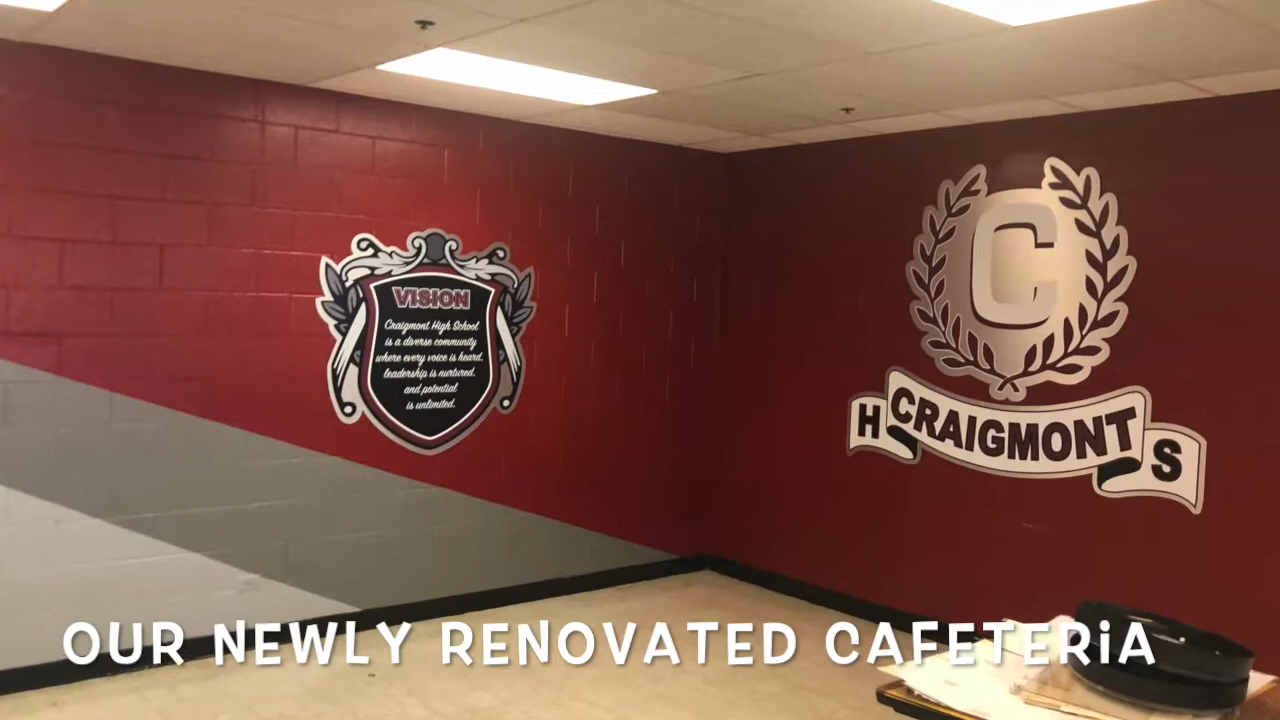 VISION
Craigmont High School
is a diverse community
where every voice is heard,
leadership is nurtured,
and potential
is unlimited.
C
H CRAIGMONT S
OUR NEWLY RENOVATED CAFETERiA